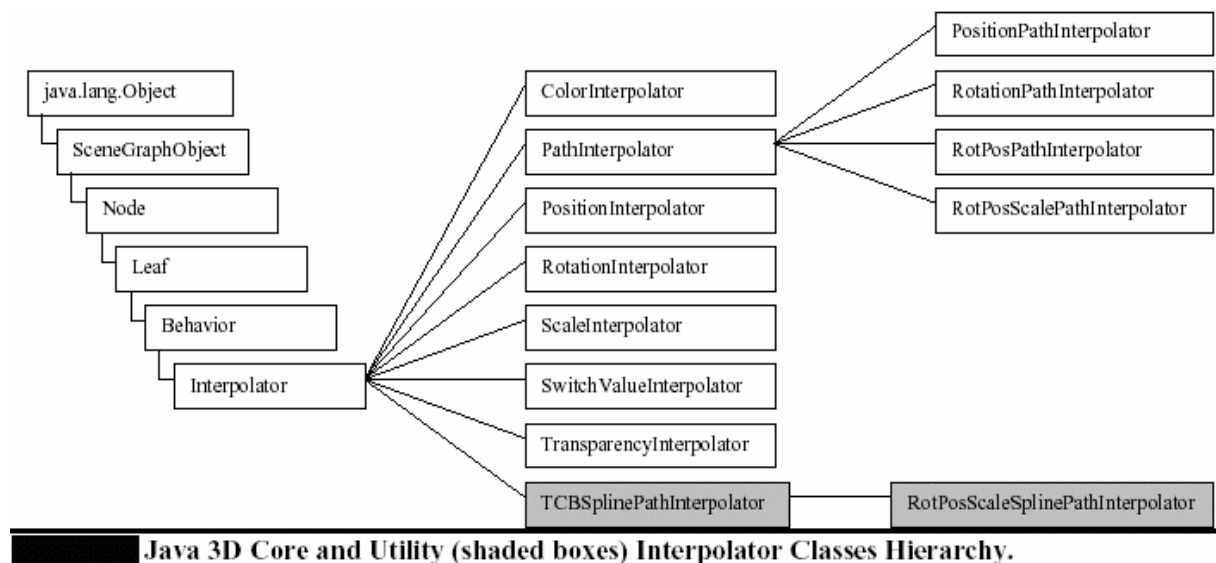 java.lang.Object
SceneGraphObject
Node
Leaf
Behavior
Interpolator
ColorInterpolator
PathInterpolator
PositionInterpolator
RotationInterpolator
ScaleInterpolator
SwitchValueInterpolator
TransparencyInterpolator
TCBSplinePathInterpolator
PositionPathInterpolator
RotationPathInterpolator
RotPosPathInterpolator
RotPosScalePathInterpolator
RotPosScaleSplinePathInterpolator
Java 3D Core and Utility (shaded boxes) Interpolator Classes Hierarchy.